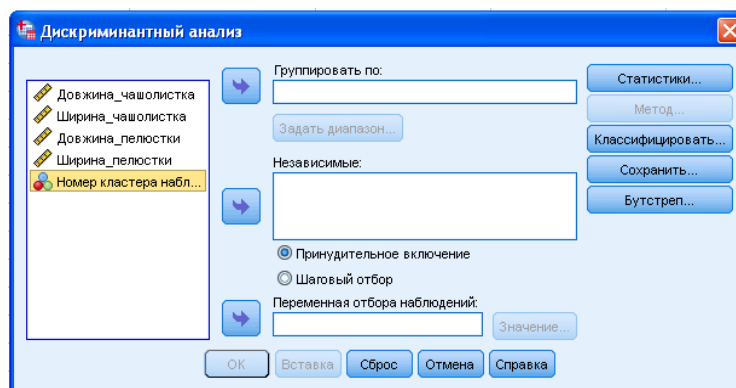 Дискриминантный анализ
Довжина_чашолистка
Ширина_чашолистка
Довжина_пелюстки
Ширина_пелюстки
Номер кластера набл...
Группировать по:
Задать диапазон...
Независимые:
Принудительное включение
Шаговый отбор
Переменная отбора наблюдений:
Значение...
Статистики...
Метод...
Классифицировать...
Сохранить...
Бутстреп...
ОК
Вставка
Сброс
Отмена
Справка